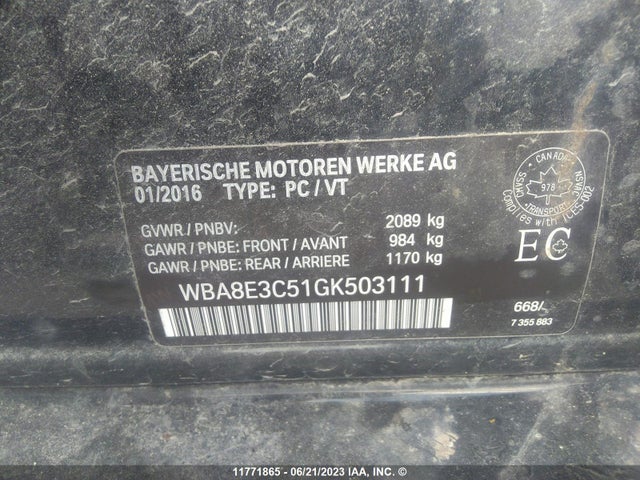 BAYERISCHE MOTOREN WERKE AG
01/2016 TYPE: PC / VT
GVWR / PNBV: 2089 kg
GAWR / PNBE: FRONT / AVANT 984 kg
GAWR / PNBE: REAR / ARRIERE 1170 kg
WBA8E3C51GK503111
CANADA
978
TRANSPORT
Complies with ICES-002
EC
668/
7 355 883
11771865 - 06/21/2023 IAA, Inc. ©